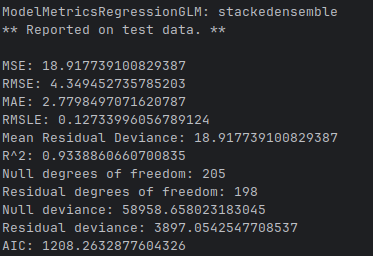 ModelMetricsRegressionGLM: stackedensemble
** Reported on test data. **
MSE: 18.917739100829387
RMSE: 4.349452735785203
MAE: 2.7798497071620787
RMSLE: 0.12733996056789124
Mean Residual Deviance: 18.917739100829387
R^2: 0.9338860660700835
Null degrees of freedom: 205
Residual degrees of freedom: 198
Null deviance: 58958.658023183045
Residual deviance: 3897.0542547708537
AIC: 1208.2632877604326